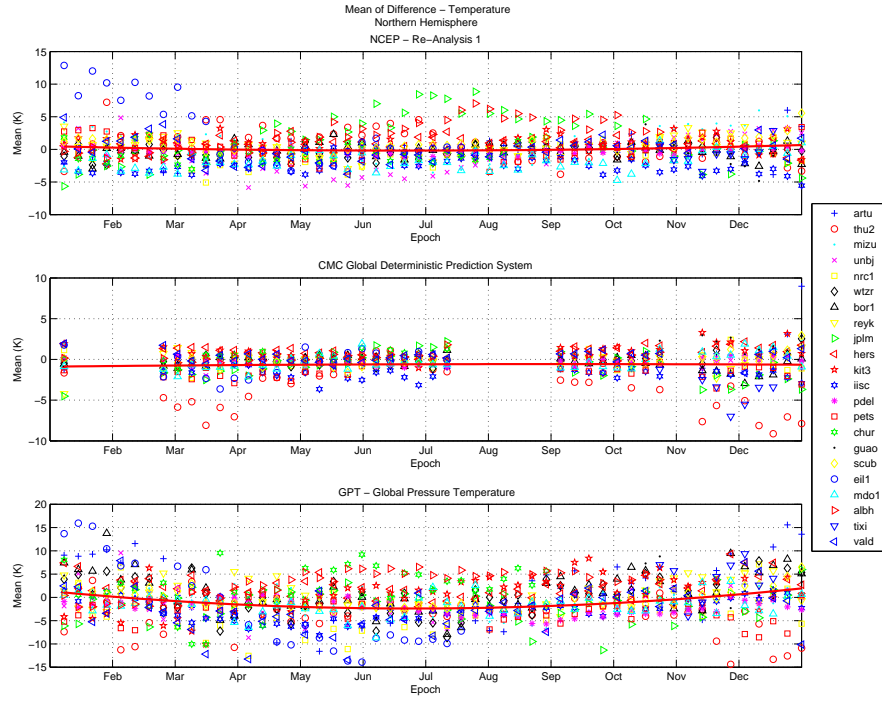 Mean of Difference − Temperature
Northern Hemisphere
NCEP − Re−Analysis 1
15
10
5
0
−5
−10
Mean (K)
Feb Mar Apr May Jun Jul Aug Sep Oct Nov Dec
Epoch
CMC Global Deterministic Prediction System
10
5
0
−5
−10
Mean (K)
Feb Mar Apr May Jun Jul Aug Sep Oct Nov Dec
Epoch
GPT − Global Pressure Temperature
20
15
10
5
0
−5
−10
−15
Mean (K)
Feb Mar Apr May Jun Jul Aug Sep Oct Nov Dec
Epoch
artu
thu2
mizu
unbj
nrc1
wtzr
bor1
reyk
jplm
hers
kit3
iisc
pdel
pets
chur
guao
scub
eil1
mdo1
albh
tixi
vald